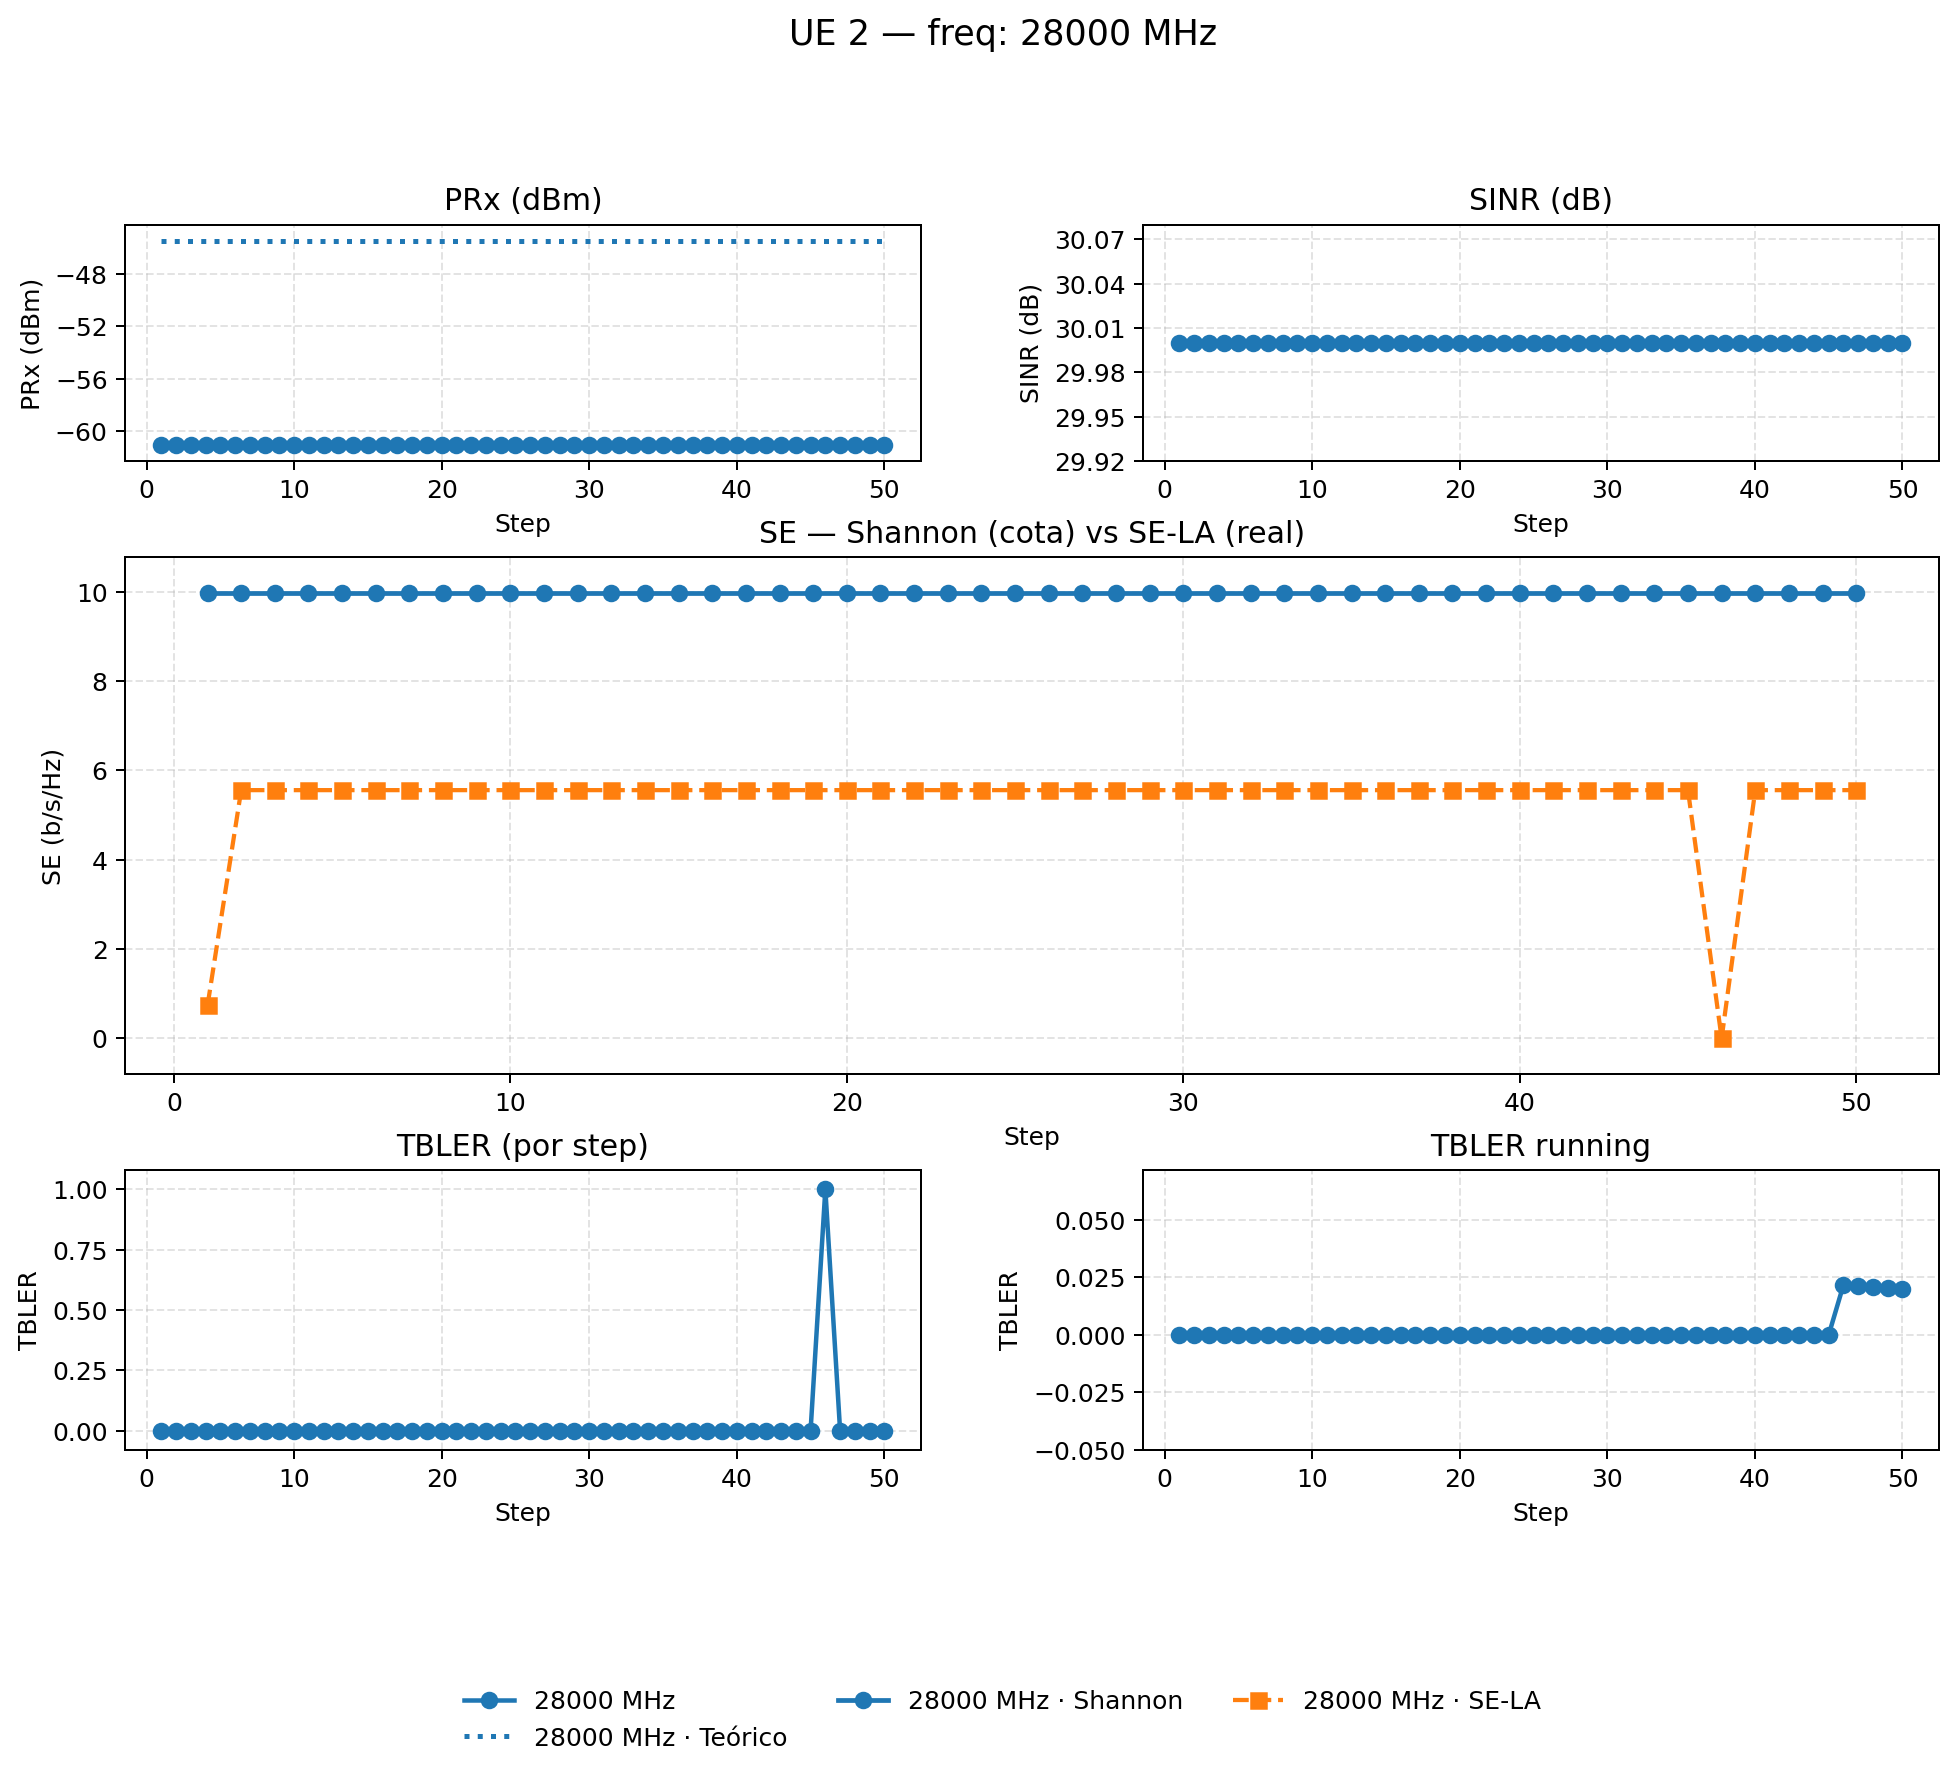 UE 2 — freq: 28000 MHz
PRx (dBm)
PRx (dBm)
−48
−52
−56
−60
0 10 20 30 40 50
Step
SINR (dB)
SINR (dB)
30.07
30.04
30.01
29.98
29.95
29.92
0 10 20 30 40 50
Step
SE — Shannon (cota) vs SE-LA (real)
SE (b/s/Hz)
10
8
6
4
2
0
0 10 20 30 40 50
Step
TBLER (por step)
TBLER
1.00
0.75
0.50
0.25
0.00
0 10 20 30 40 50
Step
TBLER running
TBLER
0.050
0.025
0.000
−0.025
−0.050
0 10 20 30 40 50
Step
28000 MHz
28000 MHz · Teórico
28000 MHz · Shannon
28000 MHz · SE-LA